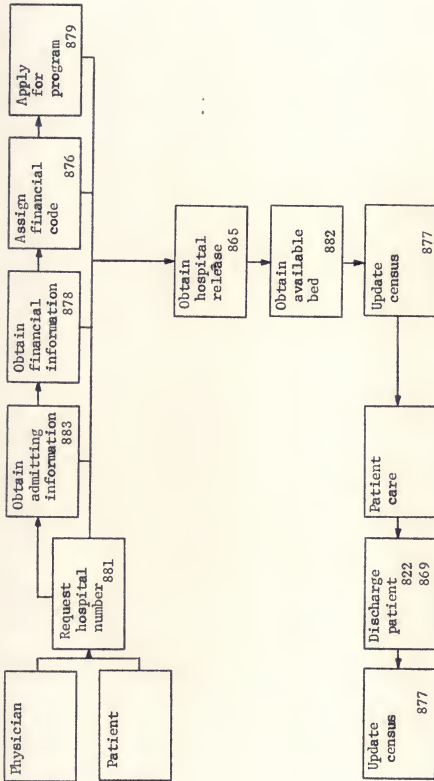 Physician
Patient
Request
hospital
number 881
Obtain
admitting
information
883
Obtain
financial
information
878
Assign
financial
code
876
Apply
for
program
879
Obtain
hospital
release
865
Obtain
available
bed
882
Update
census
877
Patient
care
Discharge
patient
822
869
Update
census
877